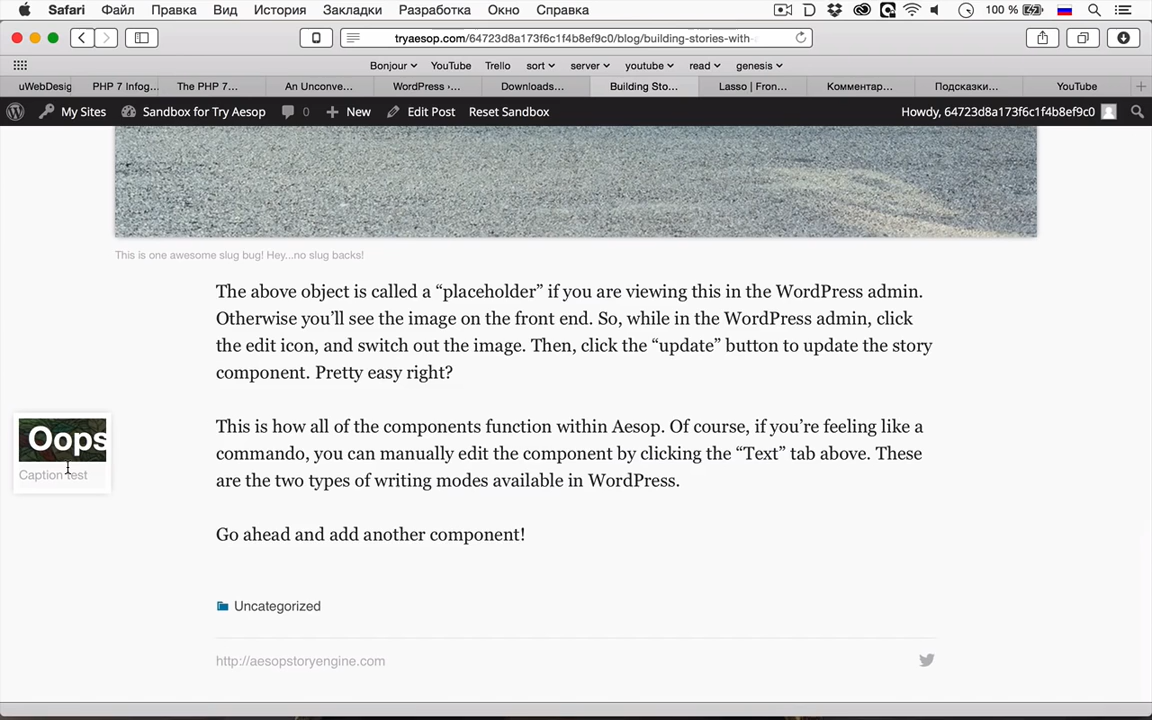 Safari Файл Правка Вид История Закладки Разработка Окно Справка 100 %
tryaesop.com/64723d8a173f6c1f4b8ef9c0/blog/building-stories-with-
Bonjour YouTube Trello sort server youtube read genesis
uWebDesig PHP 7 Infog... The PHP 7... An Unconve... WordPress ›... Downloads... Building Sto... Lasso | Fron... Комментар... Подсказки... YouTube
My Sites Sandbox for Try Aesop 0 New Edit Post Reset Sandbox Howdy, 64723d8a173f6c1f4b8ef9c0
This is one awesome slug bug! Hey...no slug backs!
The above object is called a “placeholder” if you are viewing this in the WordPress admin.
Otherwise you’ll see the image on the front end. So, while in the WordPress admin, click
the edit icon, and switch out the image. Then, click the “update” button to update the story
component. Pretty easy right?
This is how all of the components function within Aesop. Of course, if you’re feeling like a
commando, you can manually edit the component by clicking the “Text” tab above. These
are the two types of writing modes available in WordPress.
Oops
Caption test
Go ahead and add another component!
Uncategorized
http://aesopstoryengine.com